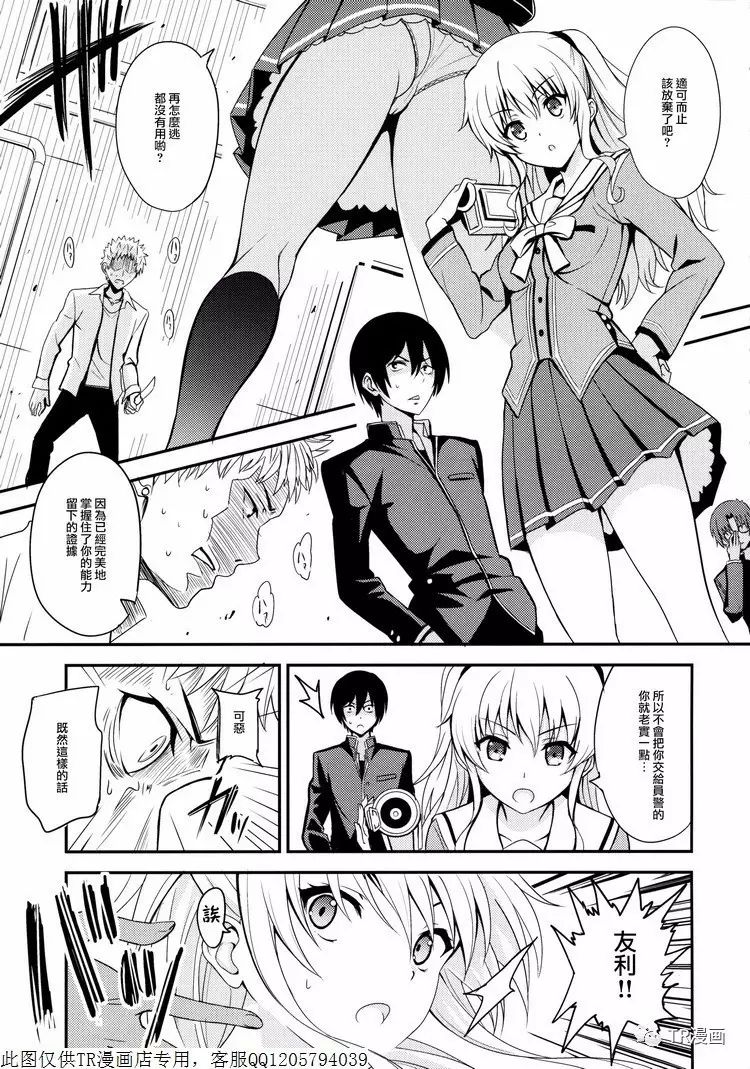 適可而止
該放棄了吧?
再怎麼逃
都沒有用喲?
因為已經完美地
掌握住了你的能力
留下的證據
所以不會把你交給員警的
你就老實一點…
可惡
既然這樣的話
友利!!
誒
TR漫画
此图仅供TR漫画店专用，客服QQ1205794039